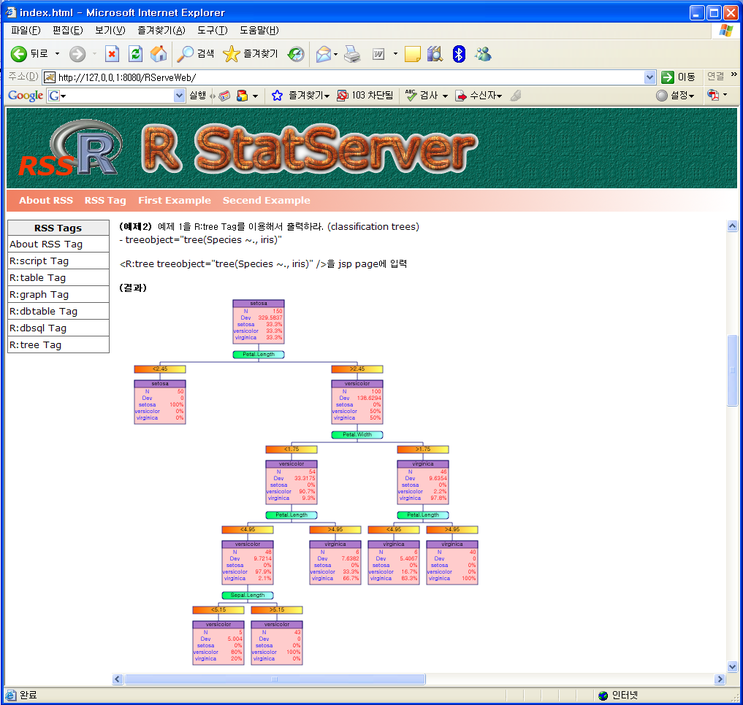 index.html - Microsoft Internet Explorer
파일(F) 편집(E) 보기(V) 즐겨찾기(A) 도구(T) 도움말(H)
뒤로 검색 즐겨찾기
주소(D) http://127.0.0.1:8080/RServeWeb/ 이동 연결 »
Google G 실행 즐겨찾기 103 차단됨 검사 수신자 설정
RSS R R StatServer
About RSS RSS Tag First Example Secend Example
RSS Tags
About RSS Tag
R:script Tag
R:table Tag
R:graph Tag
R:dbtable Tag
R:dbsql Tag
R:tree Tag
(예제2) 예제 1을 R:tree Tag를 이용해서 출력하라. (classification trees)
- treeobject="tree(Species ~., iris)"
<R:tree treeobject="tree(Species ~., iris)" />을 jsp page에 입력
(결과)
setosa
N 150
Dev 329.5837
setosa 33.3%
versicolor 33.3%
virginica 33.3%
Petal.Length
<2.45 >2.45
setosa
N 50
Dev 0
setosa 100%
versicolor 0%
virginica 0%
versicolor
N 100
Dev 138.6294
setosa 0%
versicolor 50%
virginica 50%
Petal.Width
<1.75 >1.75
versicolor
N 54
Dev 33.3175
setosa 0%
versicolor 90.7%
virginica 9.3%
virginica
N 46
Dev 9.6354
setosa 0%
versicolor 2.2%
virginica 97.8%
Petal.Length Petal.Length
<4.95 >4.95 <4.95 >4.95
versicolor
N 48
Dev 9.7214
setosa 0%
versicolor 97.9%
virginica 2.1%
virginica
N 6
Dev 7.6382
setosa 0%
versicolor 33.3%
virginica 66.7%
virginica
N 6
Dev 5.4067
setosa 0%
versicolor 16.7%
virginica 83.3%
virginica
N 40
Dev 0
setosa 0%
versicolor 0%
virginica 100%
Sepal.Length
<5.15 >5.15
versicolor
N 5
Dev 5.004
setosa 0%
versicolor 80%
virginica 20%
versicolor
N 43
Dev 0
setosa 0%
versicolor 100%
virginica 0%
완료 인터넷